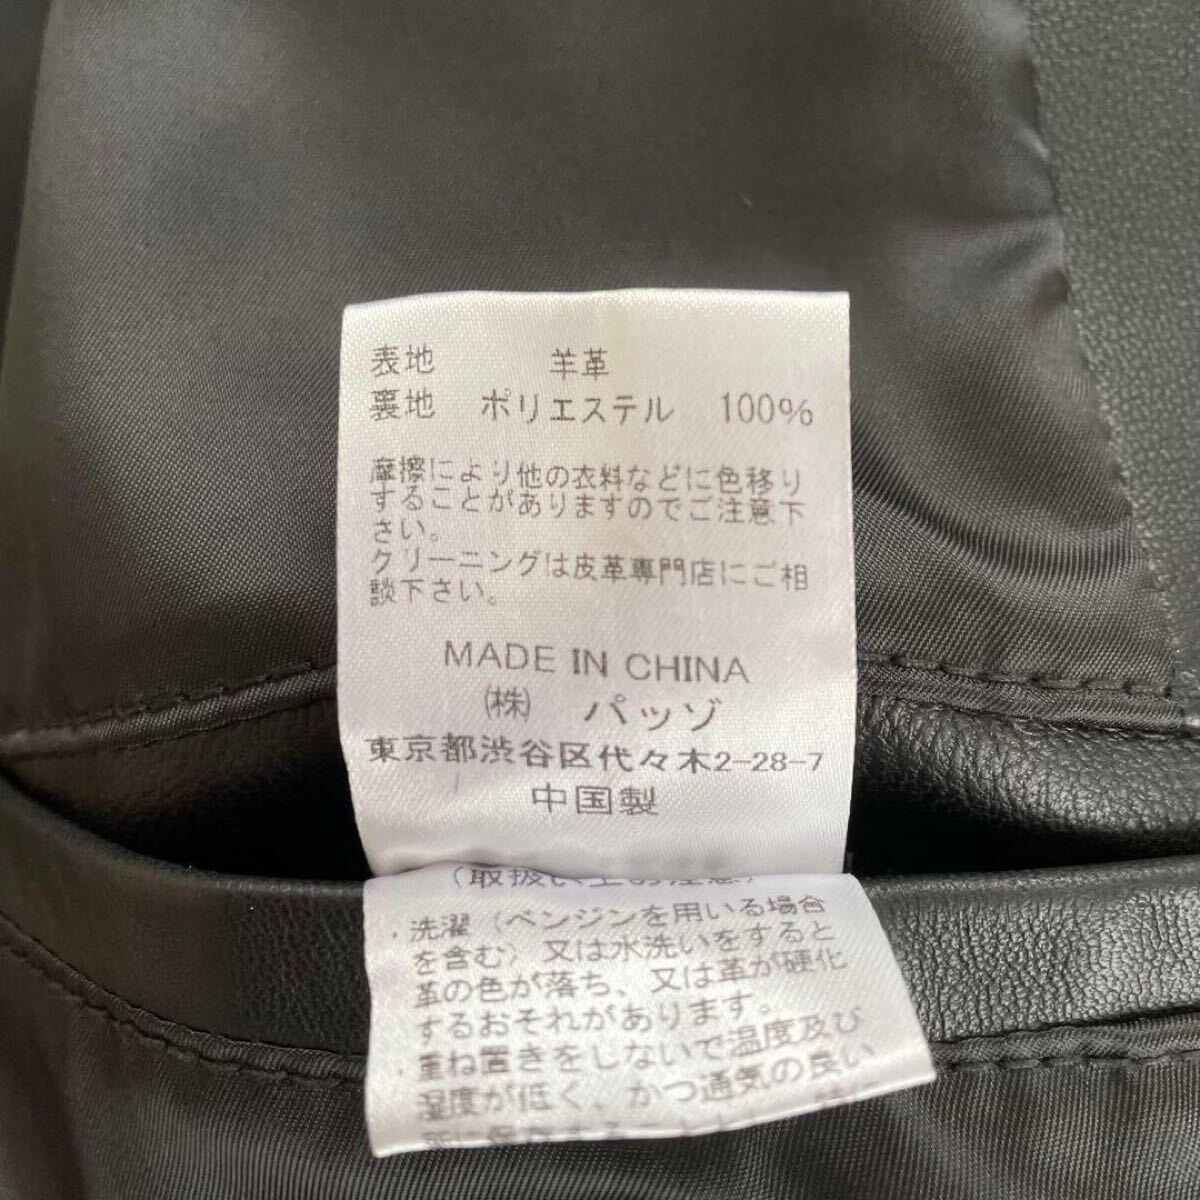 表地 羊革
裏地 ポリエステル 100%
摩擦により他の衣料などに色移り
することがありますのでご注意下
さい。
クリーニングは皮革専門店にご相
談下さい。
MADE IN CHINA
㈱ パッゾ
東京都渋谷区代々木2-28-7
中国製
(取扱い上の注意)
・洗濯(ベンジンを用いる場合
を含む)又は水洗いをすると
革の色が落ち、又は革が硬化
するおそれがあります。
・重ね置きをしないで温度及び
湿度が低く、かつ通気の良い